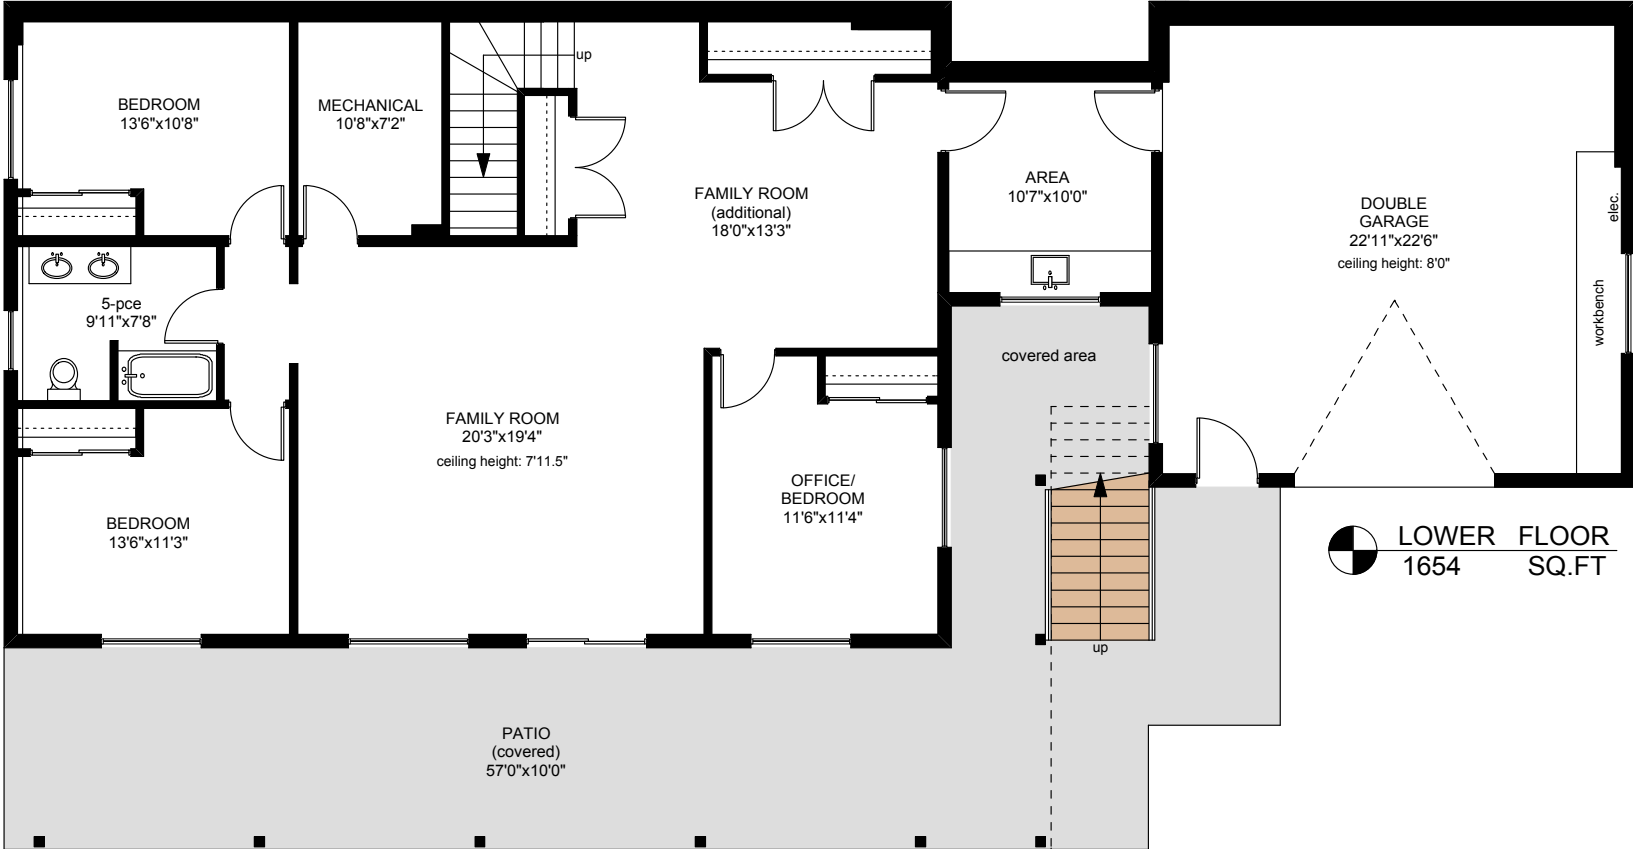 up
BEDROOM
13'6"x10'8"
MECHANICAL
10'8"x7'2"
FAMILY ROOM
(additional)
18'0"x13'3"
AREA
10'7"x10'0"
DOUBLE
GARAGE
22'11"x22'6"
ceiling height: 8'0"
elec.
workbench
5-pce
9'11"x7'8"
covered area
FAMILY ROOM
20'3"x19'4"
ceiling height: 7'11.5"
OFFICE/
BEDROOM
11'6"x11'4"
BEDROOM
13'6"x11'3"
LOWER FLOOR
1654 SQ.FT
up
PATIO
(covered)
57'0"x10'0"